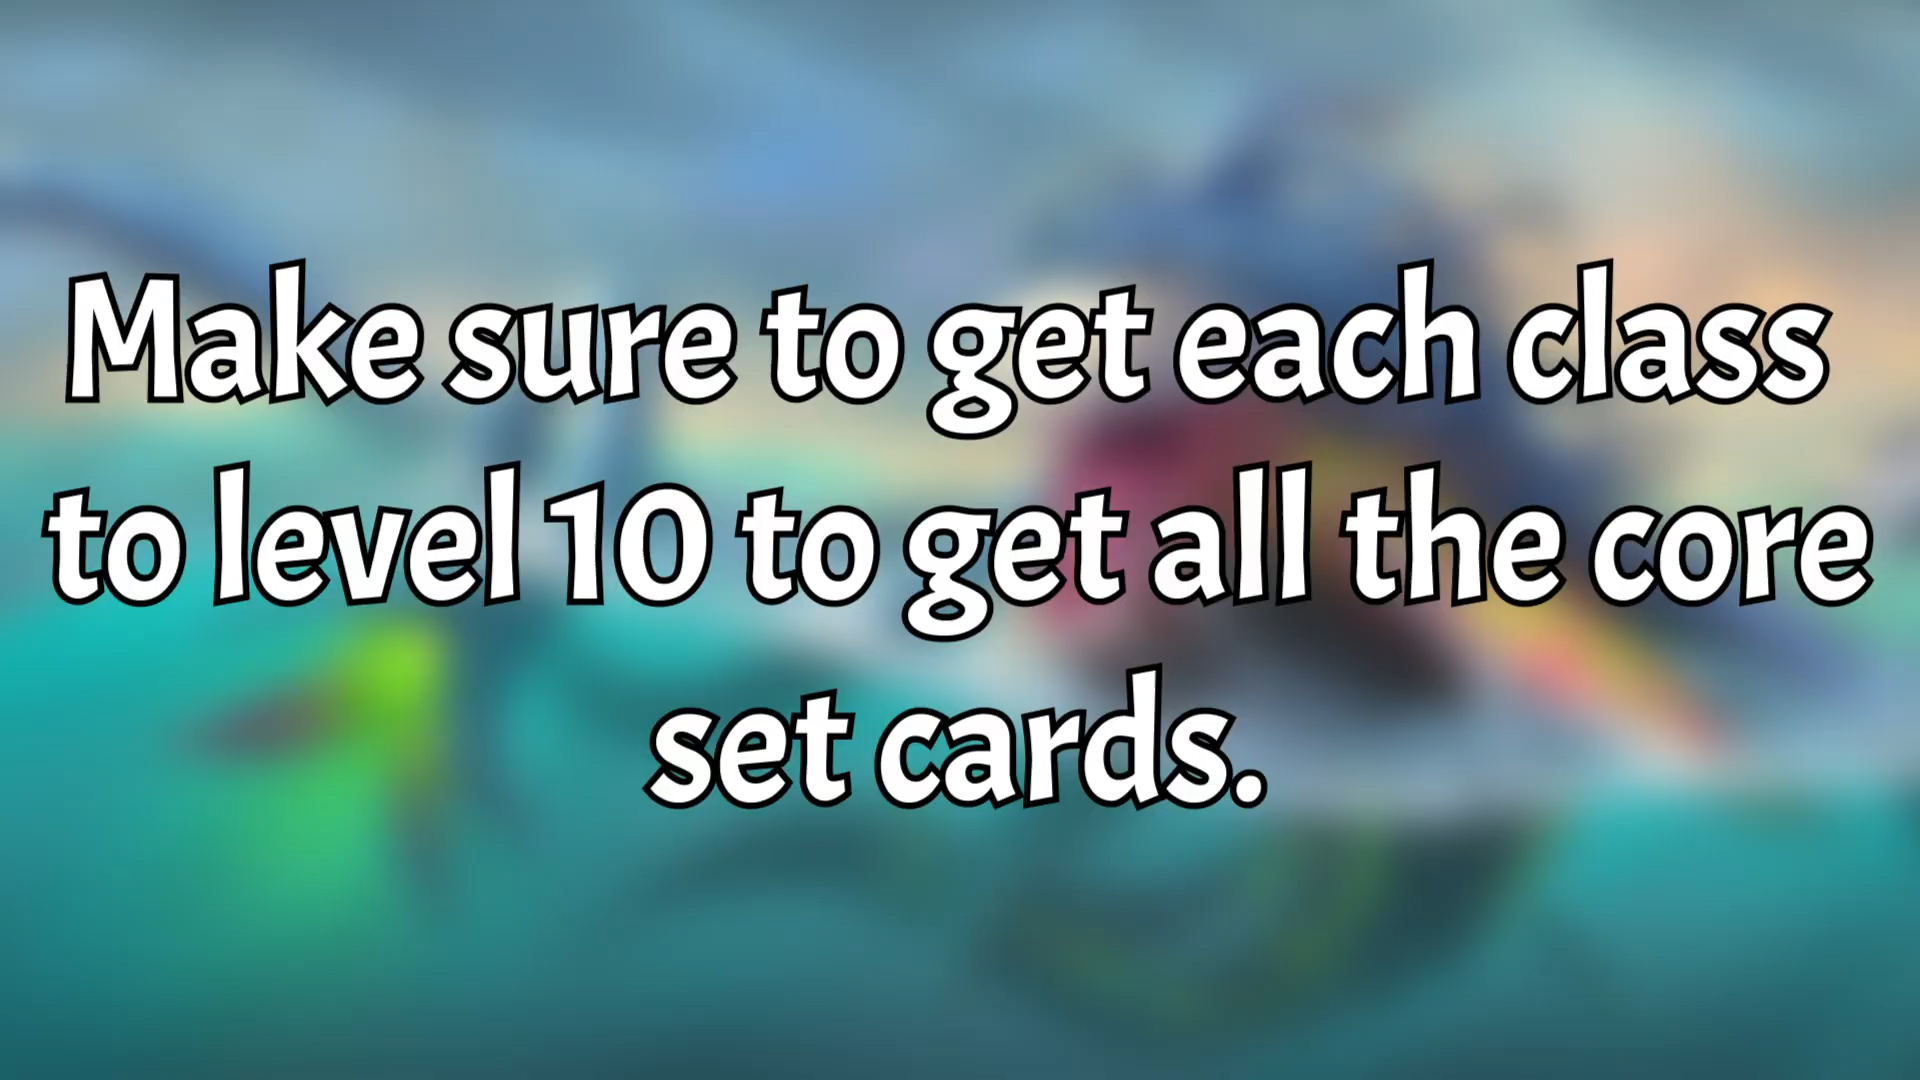 Make sure to get each class
to level 10 to get all the core
set cards.